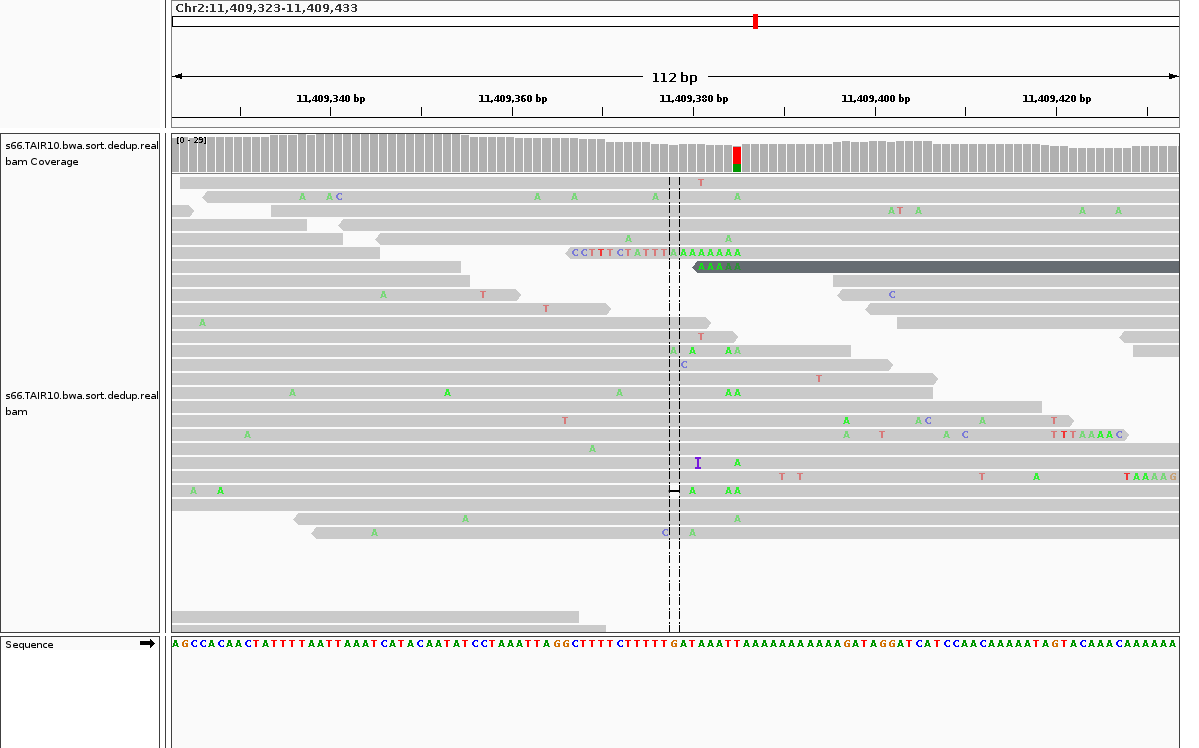 Chr2:11,409,323-11,409,433
112 bp
11,409,340 bp 11,409,360 bp 11,409,380 bp 11,409,400 bp 11,409,420 bp
s66.TAIR10.bwa.sort.dedup.real
bam Coverage
[0 - 29]
T
A A C A A A A
A T A A A
A A
C C T T T C T A T T T A A A A A A A A
A A A
A T C
T
A
T
A A A A
C
T
A A A A A
T A A C A T
A A T A C T T T A A A A C
A
I A
T T T A T A A A A G
A A A A A
A A
A C A
s66.TAIR10.bwa.sort.dedup.real
bam
Sequence
AGCCACAACTATTTTAATTAAATCATACAATATCCTAAATTAGGCTTTTCTTTTTGATAAATTAAAAAAAAAAAGATAGGATCATCCAACAAAAATAGTACAAACAAAAAA